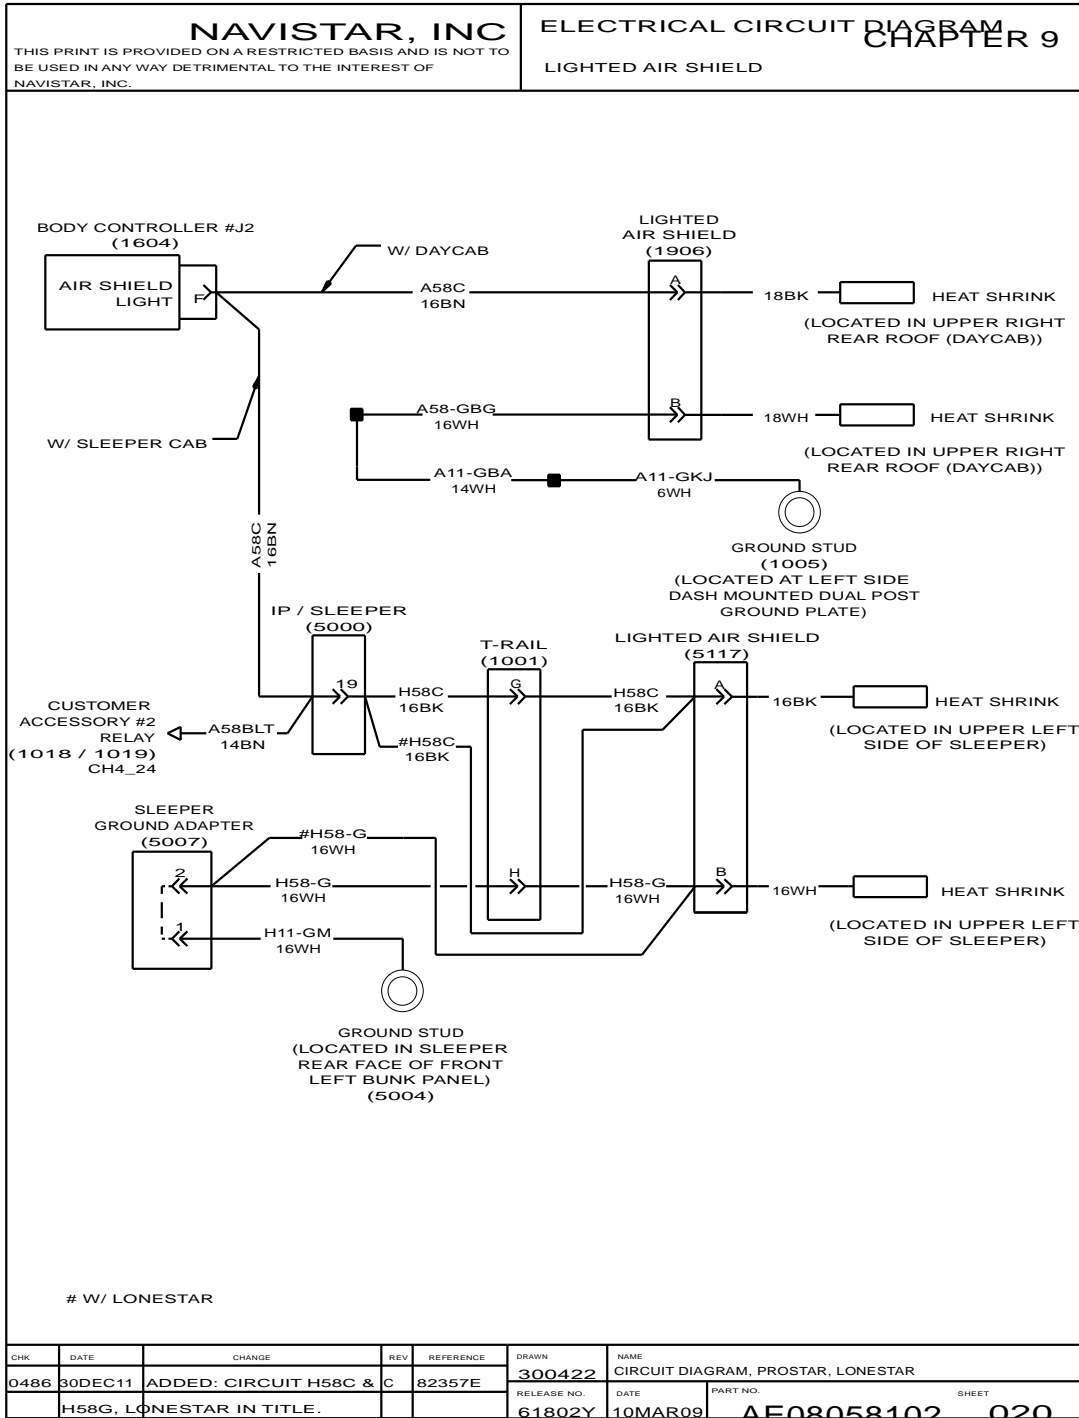 NAVISTAR, INC
THIS PRINT IS PROVIDED ON A RESTRICTED BASIS AND IS NOT TO
BE USED IN ANY WAY DETRIMENTAL TO THE INTEREST OF
NAVISTAR, INC.
ELECTRICAL CIRCUIT DIAGRAM
CHAPTER 9
LIGHTED AIR SHIELD
BODY CONTROLLER #J2
(1604)
AIR SHIELD
LIGHT
F
W/ DAYCAB
A58C
16BN
LIGHTED
AIR SHIELD
(1906)
A
18BK
HEAT SHRINK
(LOCATED IN UPPER RIGHT
REAR ROOF (DAYCAB))
A58-GBG
16WH
B
18WH
HEAT SHRINK
(LOCATED IN UPPER RIGHT
REAR ROOF (DAYCAB))
W/ SLEEPER CAB
A11-GBA
14WH
A11-GKJ
6WH
GROUND STUD
(1005)
(LOCATED AT LEFT SIDE
DASH MOUNTED DUAL POST
GROUND PLATE)
A58C
16BN
IP / SLEEPER
(5000)
19
T-RAIL
(1001)
G
LIGHTED AIR SHIELD
(5117)
A
H58C
16BK
H58C
16BK
16BK
HEAT SHRINK
(LOCATED IN UPPER LEFT
SIDE OF SLEEPER)
CUSTOMER
ACCESSORY #2
RELAY
(1018 / 1019)
CH4_24
A58BLT
14BN
#H58C
16BK
SLEEPER
GROUND ADAPTER
(5007)
2
1
#H58-G
16WH
H58-G
16WH
H
H58-G
16WH
B
16WH
HEAT SHRINK
(LOCATED IN UPPER LEFT
SIDE OF SLEEPER)
H11-GM
16WH
GROUND STUD
(LOCATED IN SLEEPER
REAR FACE OF FRONT
LEFT BUNK PANEL)
(5004)
# W/ LONESTAR
CHK DATE CHANGE REV REFERENCE
0486 30DEC11 ADDED: CIRCUIT H58C & C 82357E
H58G, LONESTAR IN TITLE.
DRAWN
300422
NAME
CIRCUIT DIAGRAM, PROSTAR, LONESTAR
RELEASE NO.
61802Y
DATE
10MAR09
PART NO.
AE08058102
SHEET
020